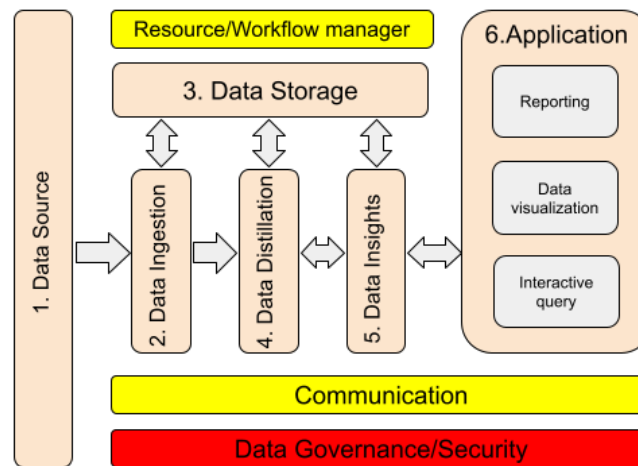 Resource/Workflow manager
6.Application
3. Data Storage
Reporting
1. Data Source
2. Data Ingestion
4. Data Distillation
5. Data Insights
Data
visualization
Interactive
query
Communication
Data Governance/Security